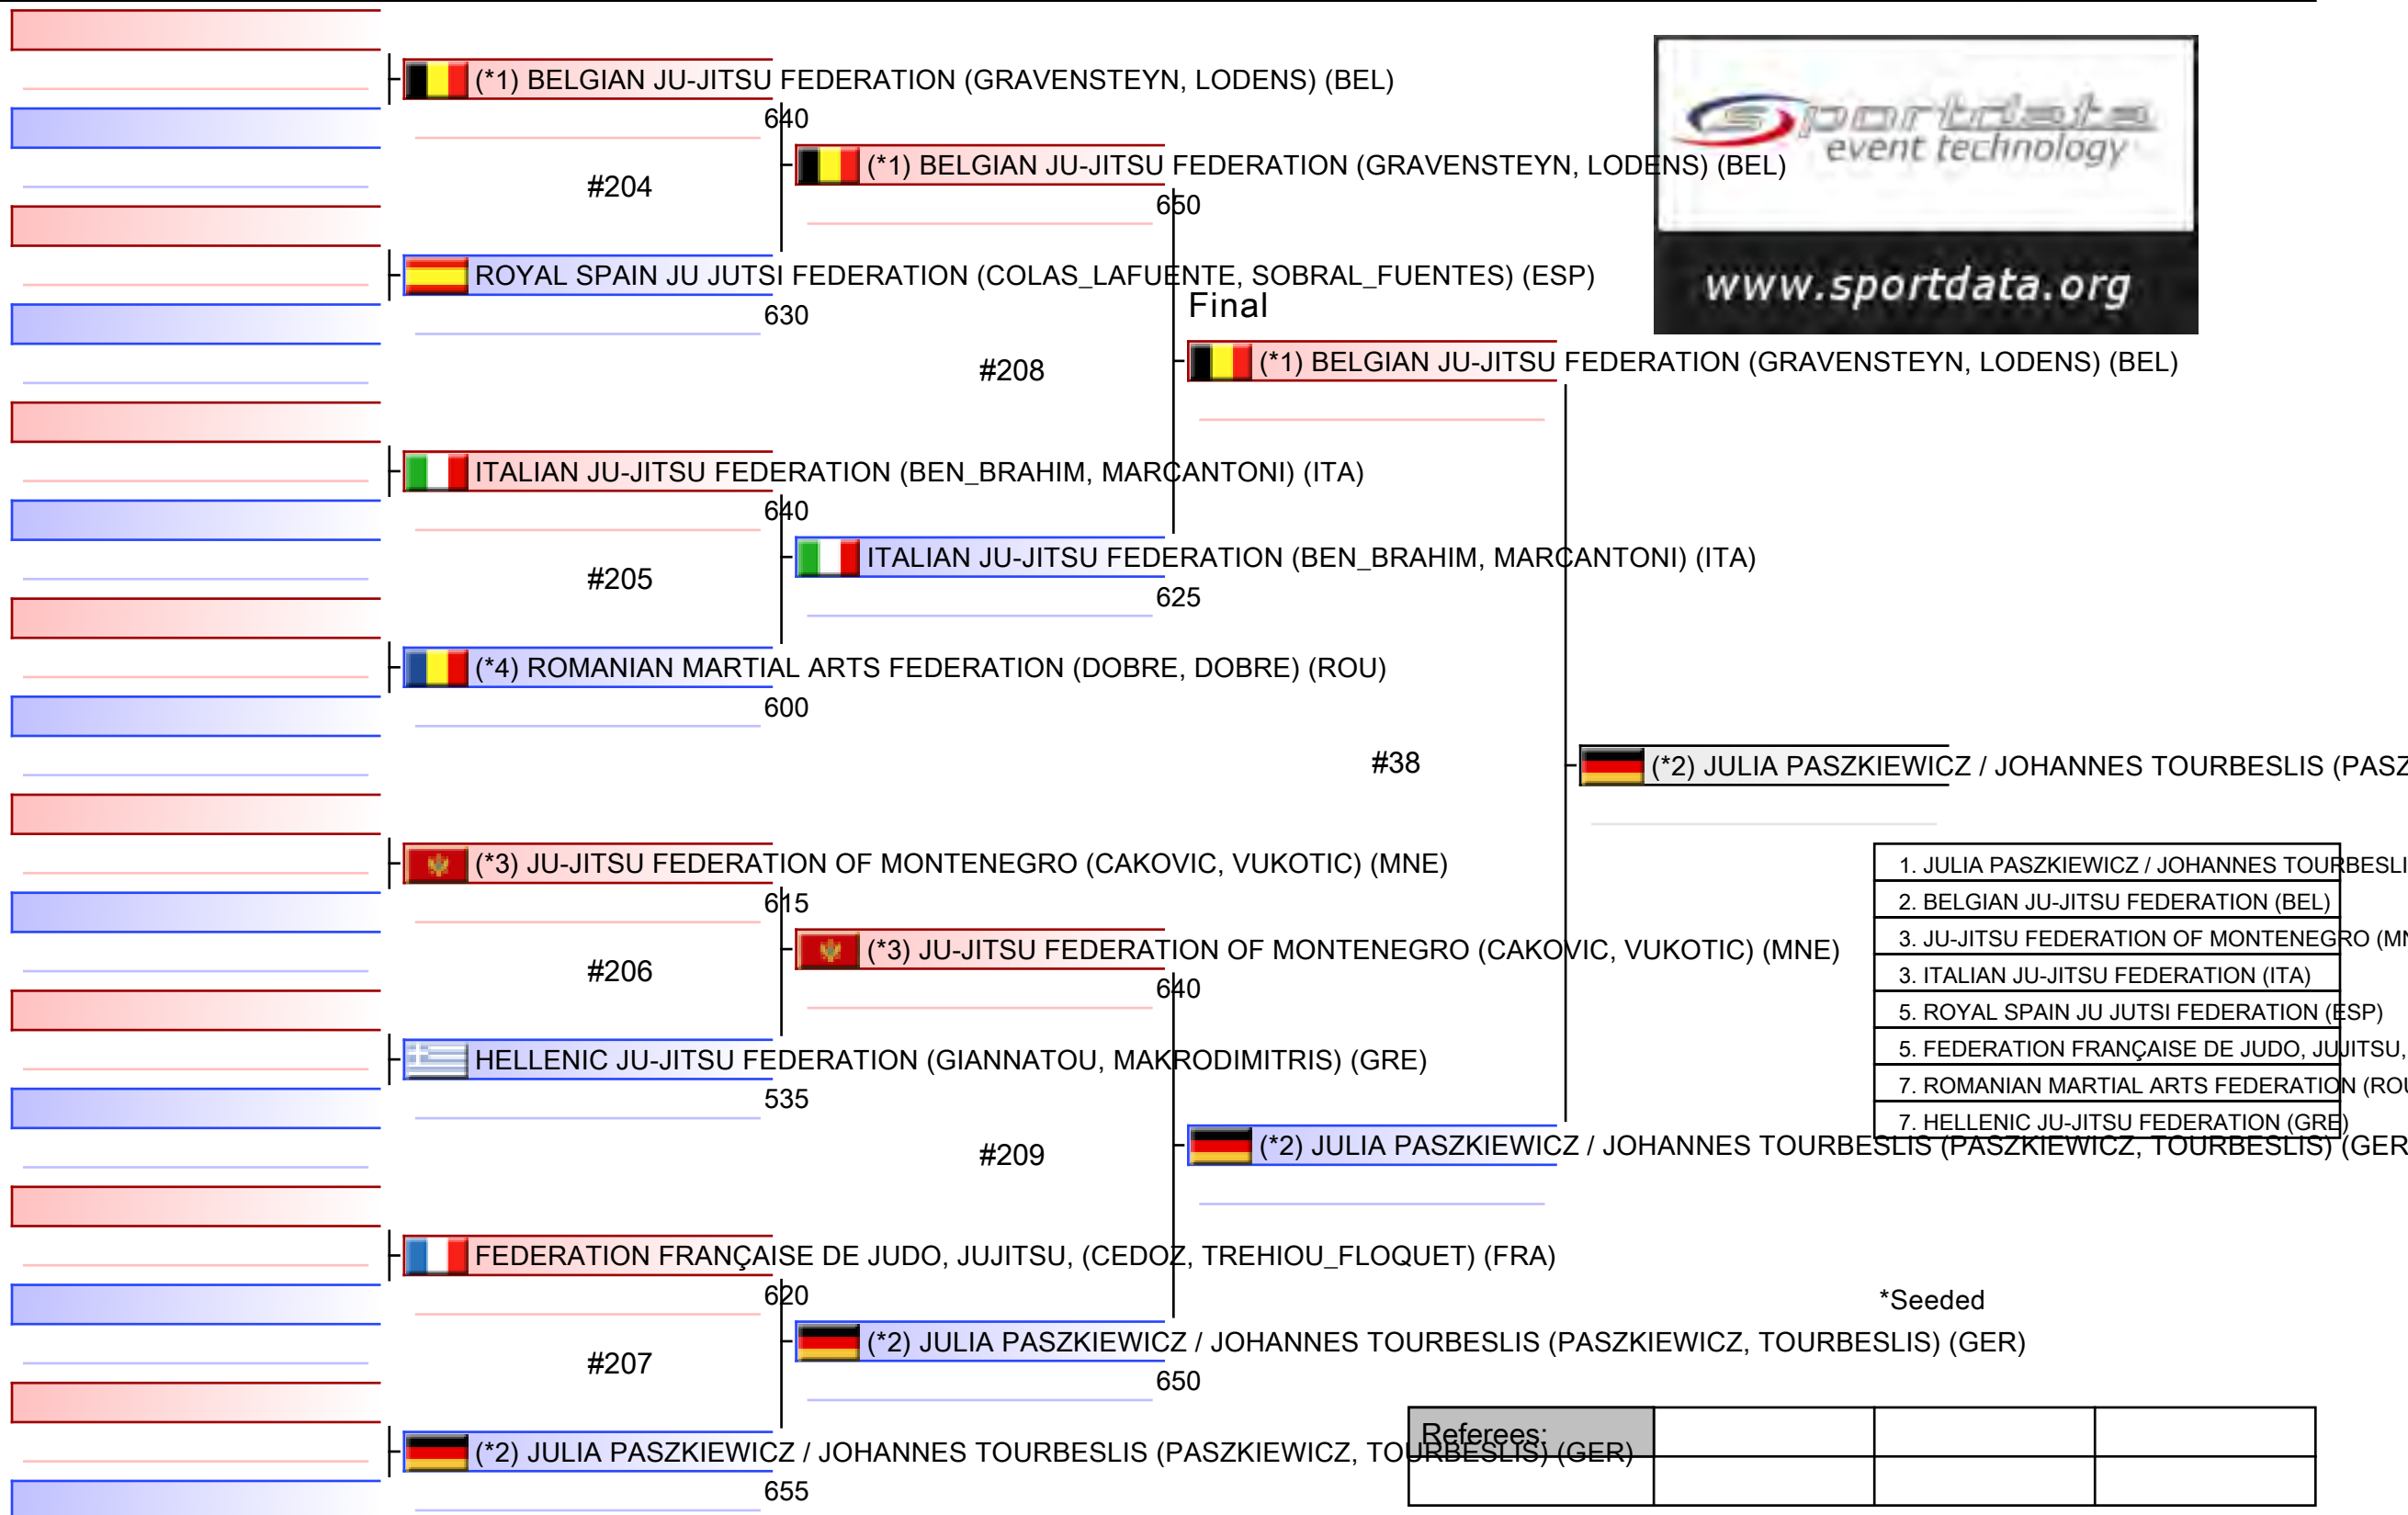 (*1) BELGIAN JU-JITSU FEDERATION (GRAVENSTEYN, LODENS) (BEL)
640
#204
ROYAL SPAIN JU JUTSI FEDERATION (COLAS_LAFUENTE, SOBRAL_FUENTES) (ESP)
630
ITALIAN JU-JITSU FEDERATION (BEN_BRAHIM, MARCANTONI) (ITA)
640
#205
(*4) ROMANIAN MARTIAL ARTS FEDERATION (DOBRE, DOBRE) (ROU)
600
(*3) JU-JITSU FEDERATION OF MONTENEGRO (CAKOVIC, VUKOTIC) (MNE)
615
#206
HELLENIC JU-JITSU FEDERATION (GIANNATOU, MAKRODIMITRIS) (GRE)
535
FEDERATION FRANÇAISE DE JUDO, JUJITSU, (CEDOZ, TREHIOU_FLOQUET) (FRA)
620
#207
(*2) JULIA PASZKIEWICZ / JOHANNES TOURBESLIS (PASZKIEWICZ, TOURBESLIS) (GER)
655
(*1) BELGIAN JU-JITSU FEDERATION (GRAVENSTEYN, LODENS) (BEL)
650
#208
ITALIAN JU-JITSU FEDERATION (BEN_BRAHIM, MARCANTONI) (ITA)
625
(*3) JU-JITSU FEDERATION OF MONTENEGRO (CAKOVIC, VUKOTIC) (MNE)
640
#209
(*2) JULIA PASZKIEWICZ / JOHANNES TOURBESLIS (PASZKIEWICZ, TOURBESLIS) (GER)
650
Final
(*1) BELGIAN JU-JITSU FEDERATION (GRAVENSTEYN, LODENS) (BEL)
#38
(*2) JULIA PASZKIEWICZ / JOHANNES TOURBESLIS (PASZKIEWICZ, TOURBESLIS) (GER
(*2) JULIA PASZKIEWICZ / JOHANNES TOURBESLIS (PASZ
sportdata
event technology
www.sportdata.org
1. JULIA PASZKIEWICZ / JOHANNES TOURBESLI
2. BELGIAN JU-JITSU FEDERATION (BEL)
3. JU-JITSU FEDERATION OF MONTENEGRO (MN
3. ITALIAN JU-JITSU FEDERATION (ITA)
5. ROYAL SPAIN JU JUTSI FEDERATION (ESP)
5. FEDERATION FRANÇAISE DE JUDO, JUJITSU,
7. ROMANIAN MARTIAL ARTS FEDERATION (ROU
7. HELLENIC JU-JITSU FEDERATION (GRE)
*Seeded
Referees: